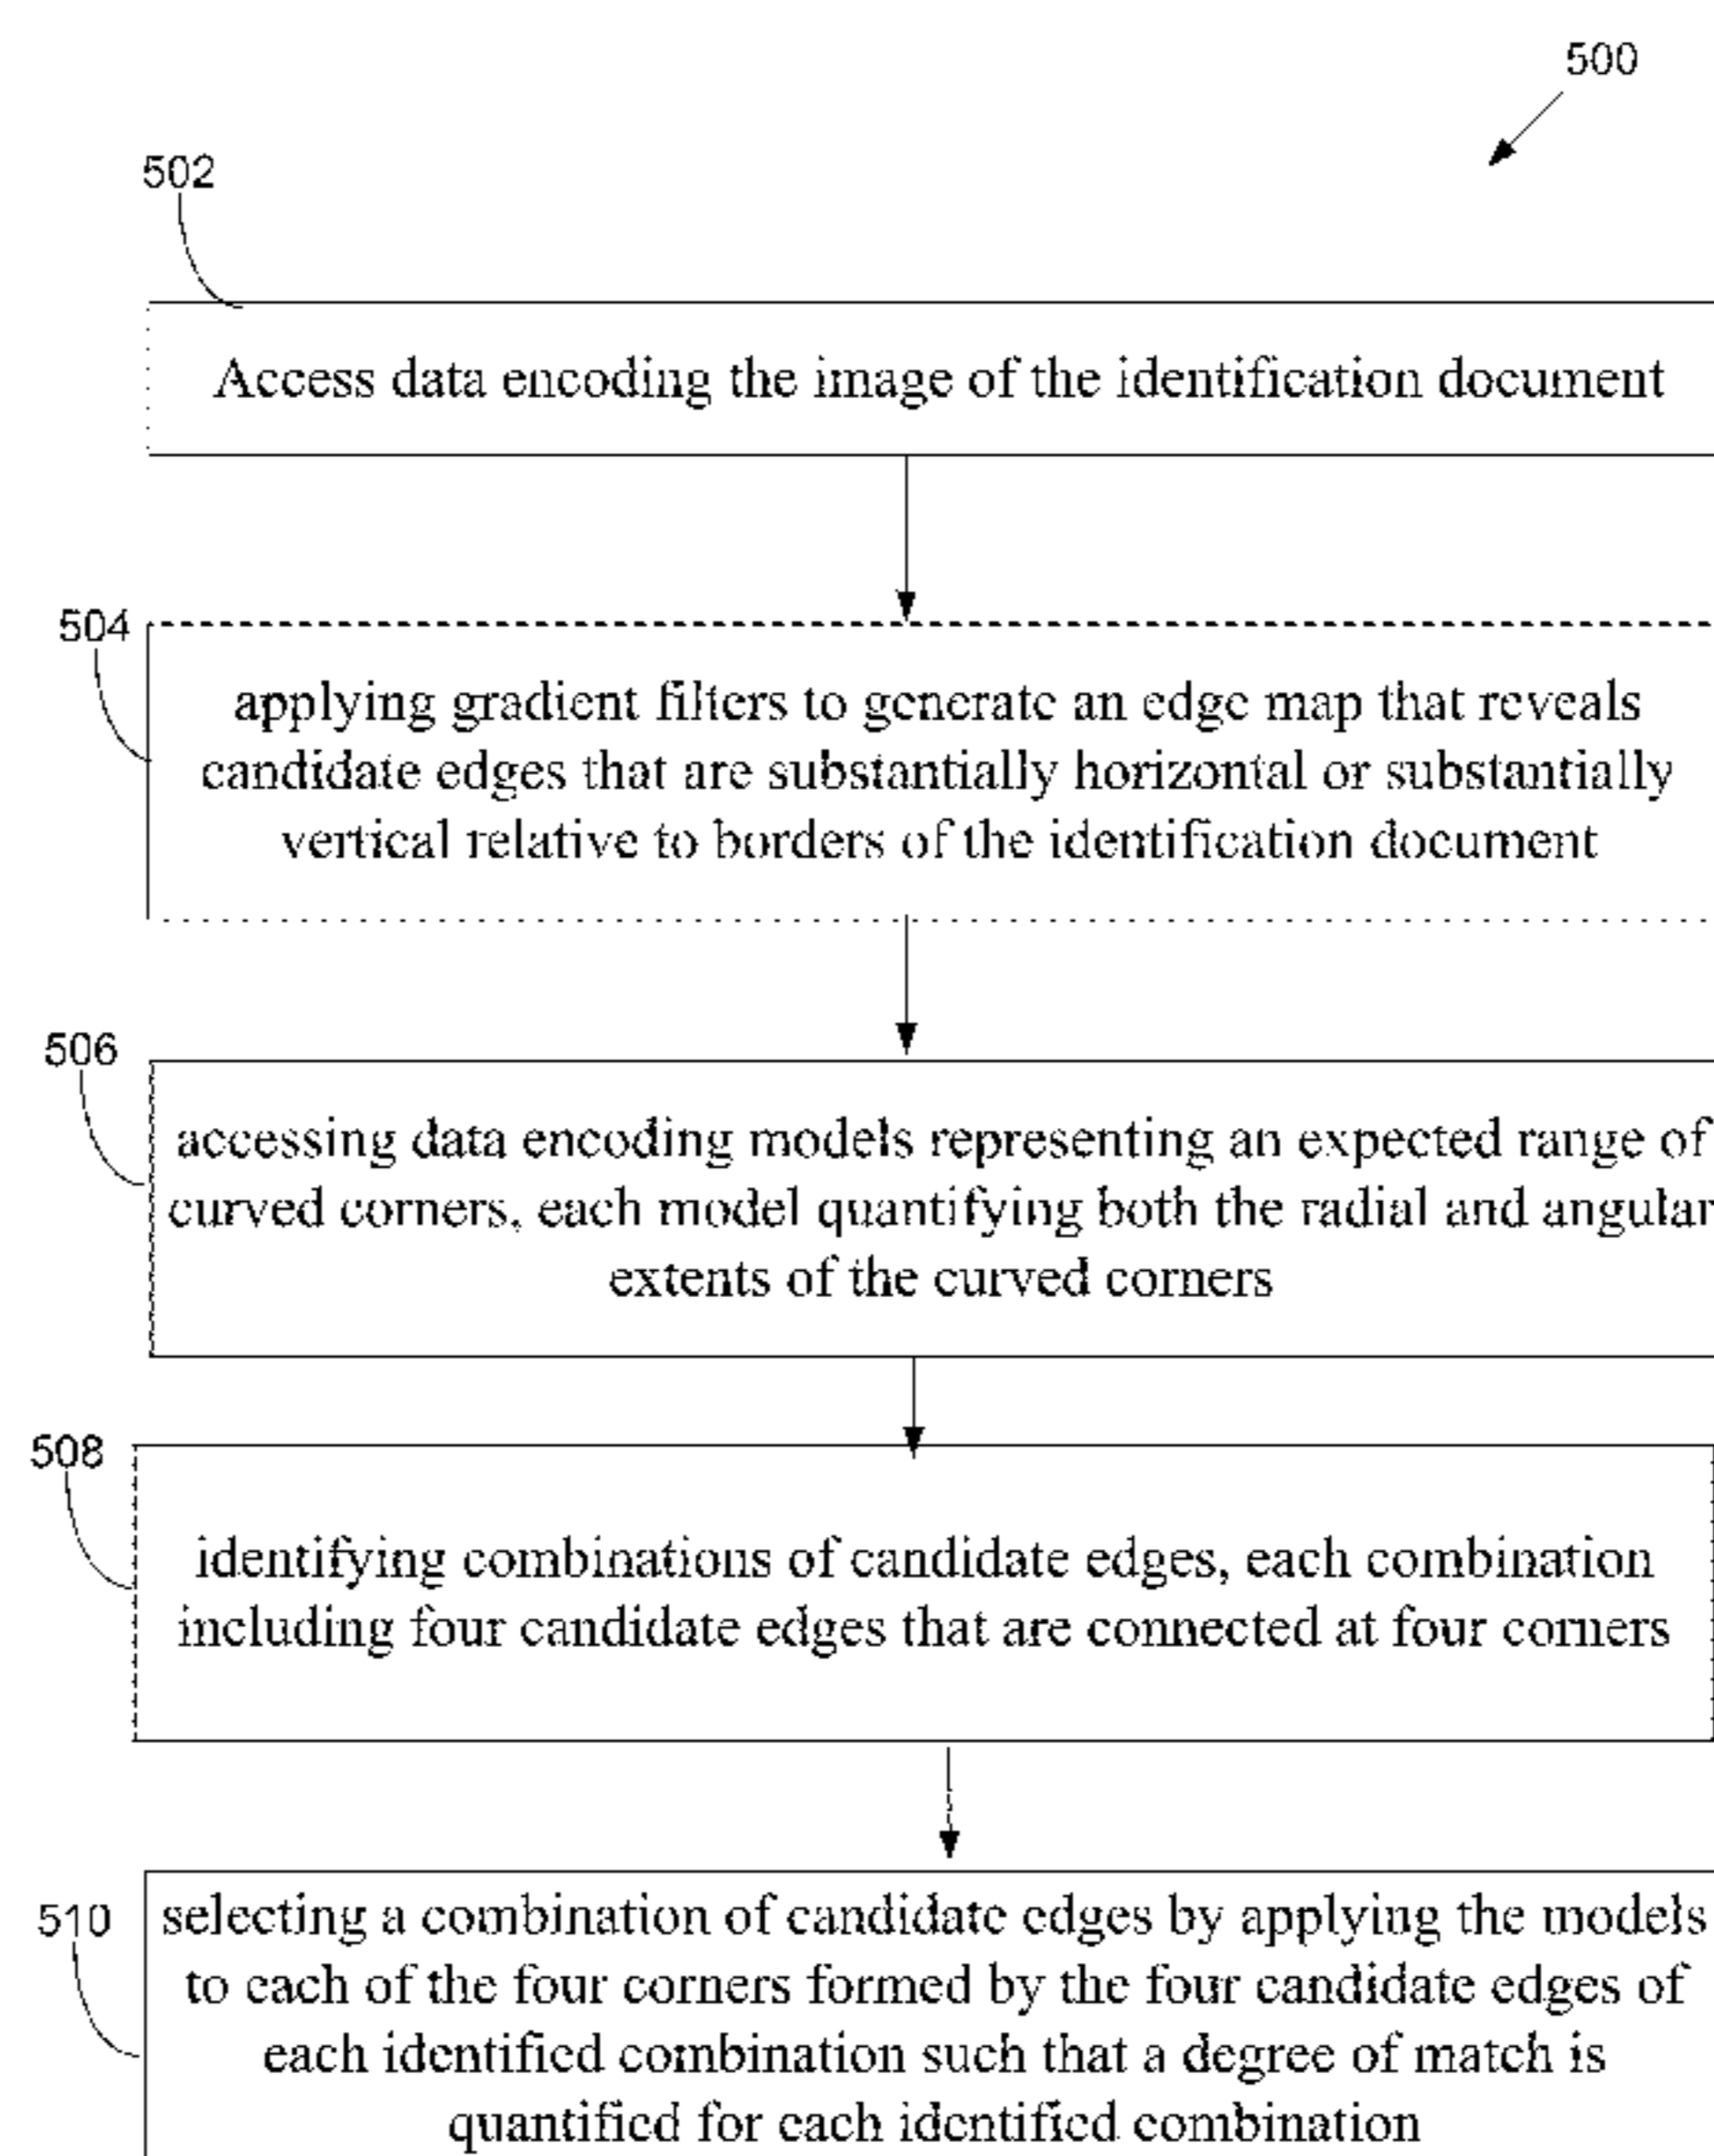 500
502
Access data encoding the image of the identification document
504
applying gradient filters to generate an edge map that reveals
candidate edges that are substantially horizontal or substantially
vertical relative to borders of the identification document
506
accessing data encoding models representing an expected range of
curved corners, each model quantifying both the radial and angular
extents of the curved corners
508
identifying combinations of candidate edges, each combination
including four candidate edges that are connected at four corners
510
selecting a combination of candidate edges by applying the models
to each of the four corners formed by the four candidate edges of
each identified combination such that a degree of match is
quantified for each identified combination